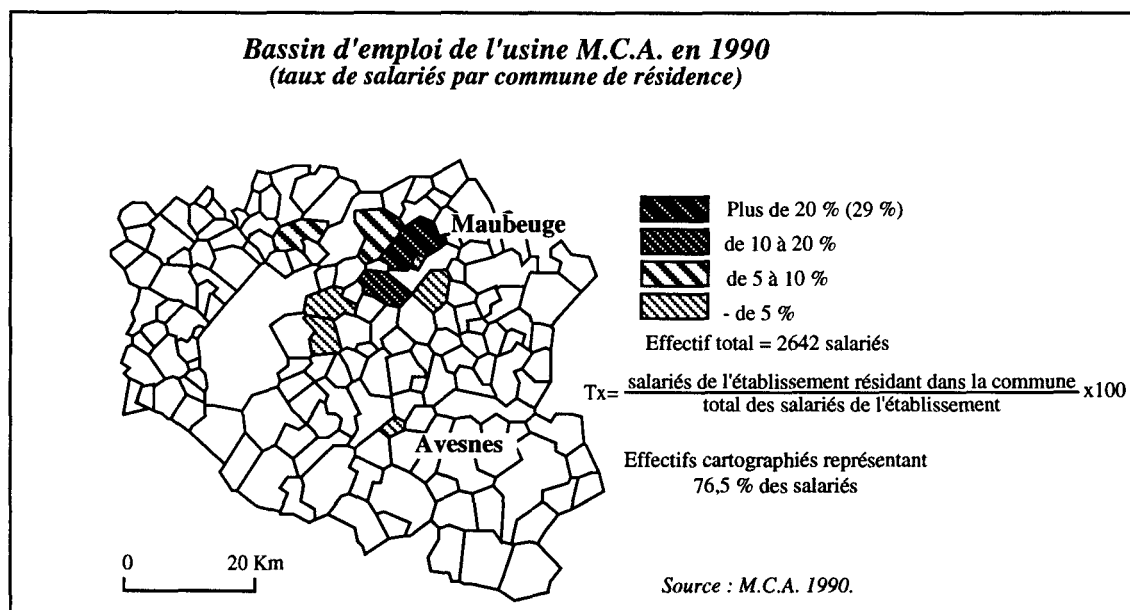 Bassin d'emploi de l'usine M.C.A. en 1990
(taux de salariés par commune de résidence)
Maubeuge
Plus de 20 % (29 %)
de 10 à 20 %
de 5 à 10 %
- de 5 %
Effectif total = 2642 salariés
Tx= salariés de l'établissement résidant dans la commune x100
total des salariés de l'établissement
Avesnes
Effectifs cartographiés représentant
76,5 % des salariés
0 20 Km
Source : M.C.A. 1990.